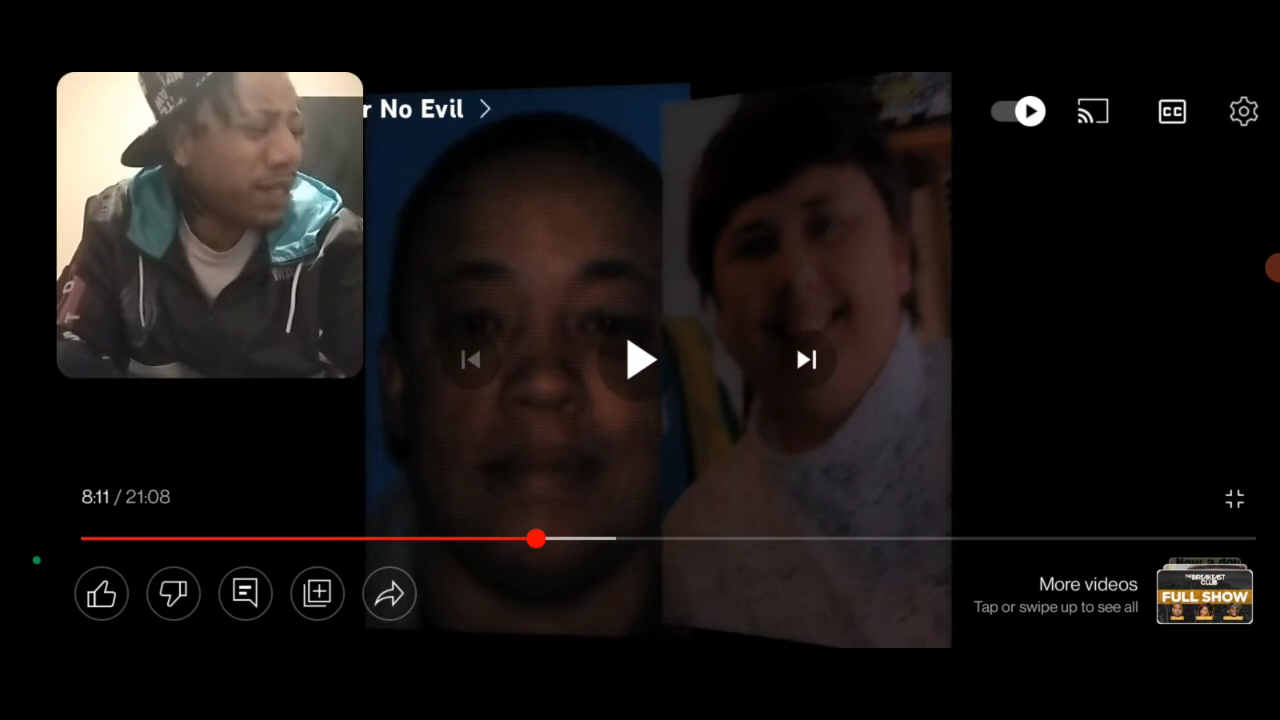 r No Evil
CC
8:11 / 21:08
More videos
Tap or swipe up to see all
THE BREAKFAST
CLUB
FULL SHOW